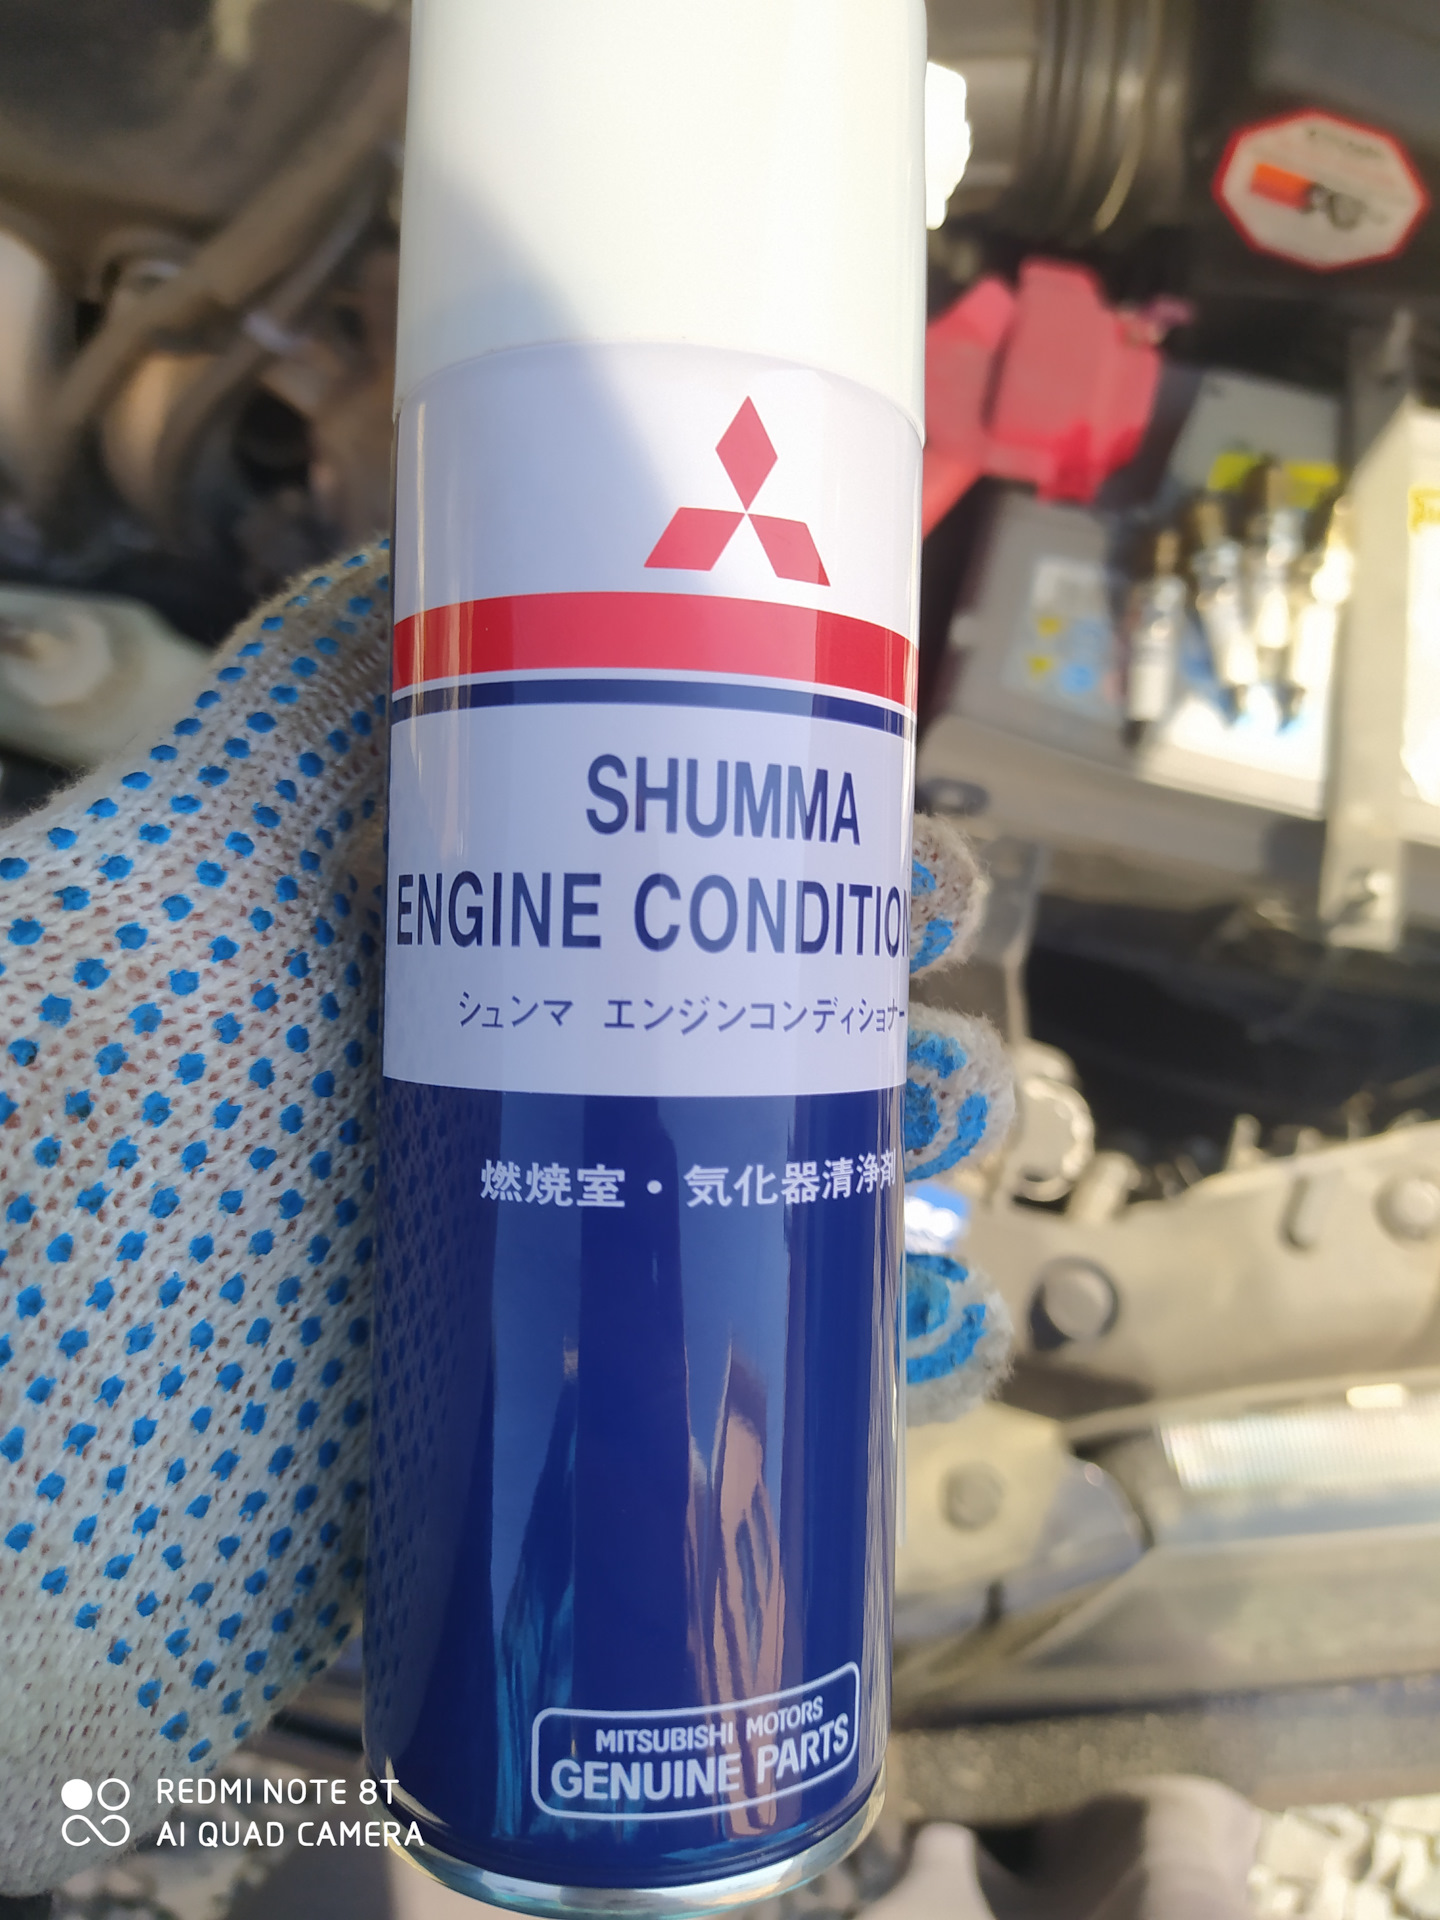 SHUMMA
ENGINE CONDITION
シュンマ エンジンコンディショナー
燃焼室・気化器清浄剤
MITSUBISHI MOTORS
GENUINE PARTS
REDMI NOTE 8T
AI QUAD CAMERA